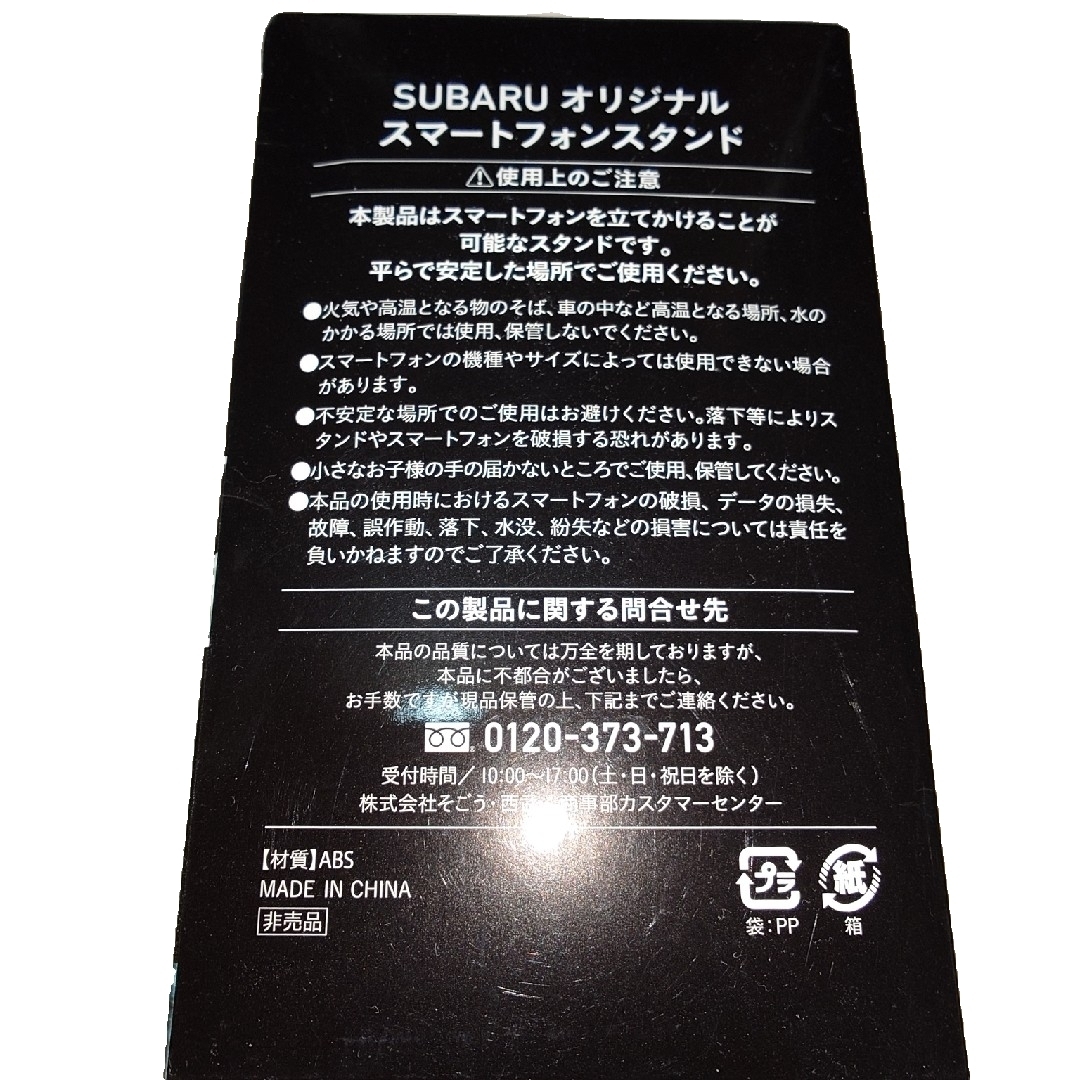 SUBARU オリジナル
スマートフォンスタンド
⚠使用上のご注意
本製品はスマートフォンを立てかけることが
可能なスタンドです。
平らで安定した場所でご使用ください。
●火気や高温となる物のそば、車の中など高温となる場所、水の
かかる場所では使用、保管しないでください。
●スマートフォンの機種やサイズによっては使用できない場合
があります。
●不安定な場所でのご使用はお避けください。落下等によりス
タンドやスマートフォンを破損する恐れがあります。
●小さなお子様の手の届かないところでご使用、保管してください。
●本品の使用時におけるスマートフォンの破損、データの損失、
故障、誤作動、落下、水没、紛失などの損害については責任を
負いかねますのでご了承ください。
この製品に関する問合せ先
本品の品質については万全を期しておりますが、
本品に不都合がございましたら、
お手数ですが現品保管の上、下記までご連絡ください。
0120-373-713
受付時間/10:00~17:00(土・日・祝日を除く)
株式会社そごう・西 事部カスタマーセンター
【材質】ABS
MADE IN CHINA
非売品
プラ 紙
袋:PP 箱